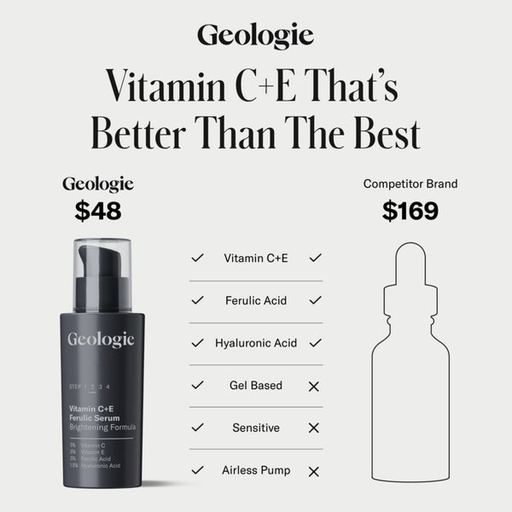 Geologie
Vitamin C+E That's
Better Than The Best
Geologie
$48
Competitor Brand
$169
Vitamin C+E
Ferulic Acid
Hyaluronic Acid
Gel Based
Sensitive
Airless Pump
Geologie
STEP 1 2 3 4
Vitamin C+E
Ferulic Serum
Brightening Formula
Vitamin C
Vitamin E
Ferulic Acid
Hyaluronic Acid